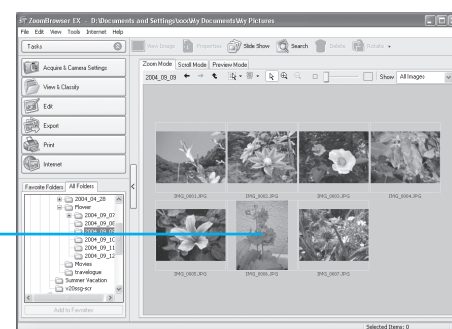 ZoomBrowser EX - D:\Documents and Settings\xxx\My Documents\My Pictures
File Edit View Tools Internet Help
Tasks
View Image Properties Slide Show Search Delete Rotate
Zoom Mode Scroll Mode Preview Mode
2004_09_09 Show All Images
Acquire & Camera Settings
View & Classify
Edit
Export
Print
Internet
Favorite Folders All Folders
2004_04_28
Flower
2004_09_07
2004_09_08
2004_09_09
2004_09_10
2004_09_11
2004_09_12
Movies
travelogue
Summer Vacation
v20ssg-scr
Add to Favorites
IMG_0001.JPG IMG_0002.JPG IMG_0003.JPG IMG_0004.JPG
IMG_0005.JPG IMG_0006.JPG IMG_0007.JPG
Selected Items: 0